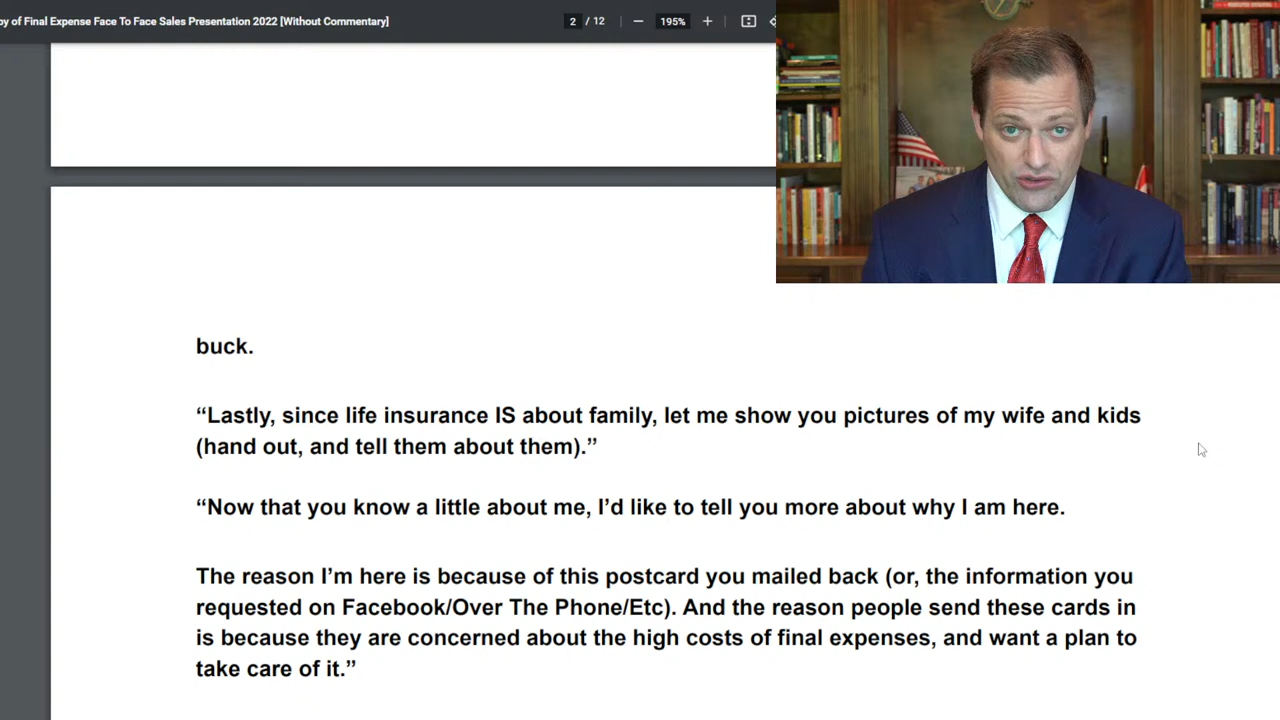 py of Final Expense Face To Face Sales Presentation 2022 [Without Commentary]
2 / 12
195%
buck.
“Lastly, since life insurance IS about family, let me show you pictures of my wife and kids
(hand out, and tell them about them).”
“Now that you know a little about me, I’d like to tell you more about why I am here.
The reason I’m here is because of this postcard you mailed back (or, the information you
requested on Facebook/Over The Phone/Etc). And the reason people send these cards in
is because they are concerned about the high costs of final expenses, and want a plan to
take care of it.”